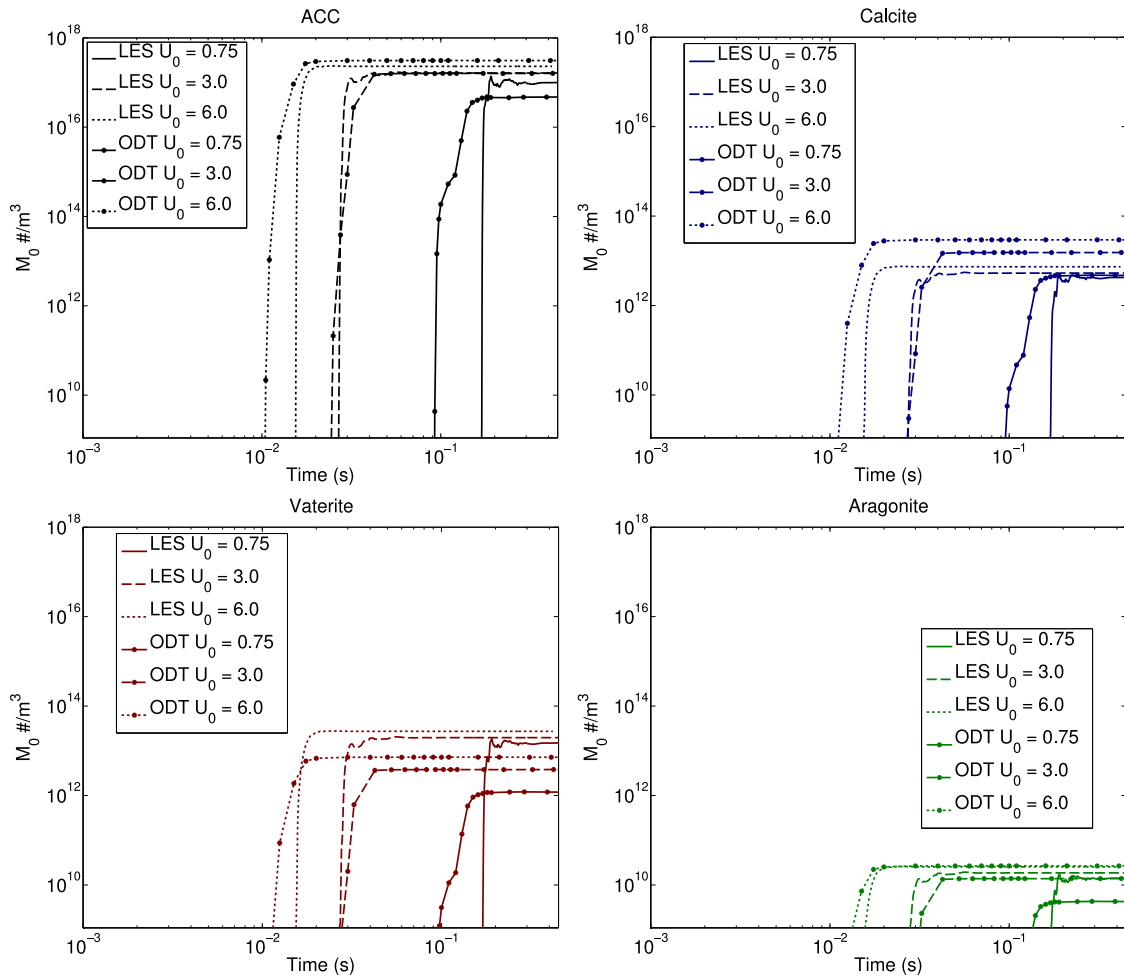 ACC
10^18
10^16
10^14
10^12
10^10
M_0 #/m^3
LES U_0 = 0.75
LES U_0 = 3.0
LES U_0 = 6.0
ODT U_0 = 0.75
ODT U_0 = 3.0
ODT U_0 = 6.0
10^−3
10^−2
10^−1
Time (s)
Calcite
10^18
10^16
10^14
10^12
10^10
M_0 #/m^3
LES U_0 = 0.75
LES U_0 = 3.0
LES U_0 = 6.0
ODT U_0 = 0.75
ODT U_0 = 3.0
ODT U_0 = 6.0
10^−3
10^−2
10^−1
Time (s)
Vaterite
10^18
10^16
10^14
10^12
10^10
M_0 #/m^3
LES U_0 = 0.75
LES U_0 = 3.0
LES U_0 = 6.0
ODT U_0 = 0.75
ODT U_0 = 3.0
ODT U_0 = 6.0
10^−3
10^−2
10^−1
Time (s)
Aragonite
10^18
10^16
10^14
10^12
10^10
M_0 #/m^3
LES U_0 = 0.75
LES U_0 = 3.0
LES U_0 = 6.0
ODT U_0 = 0.75
ODT U_0 = 3.0
ODT U_0 = 6.0
10^−3
10^−2
10^−1
Time (s)